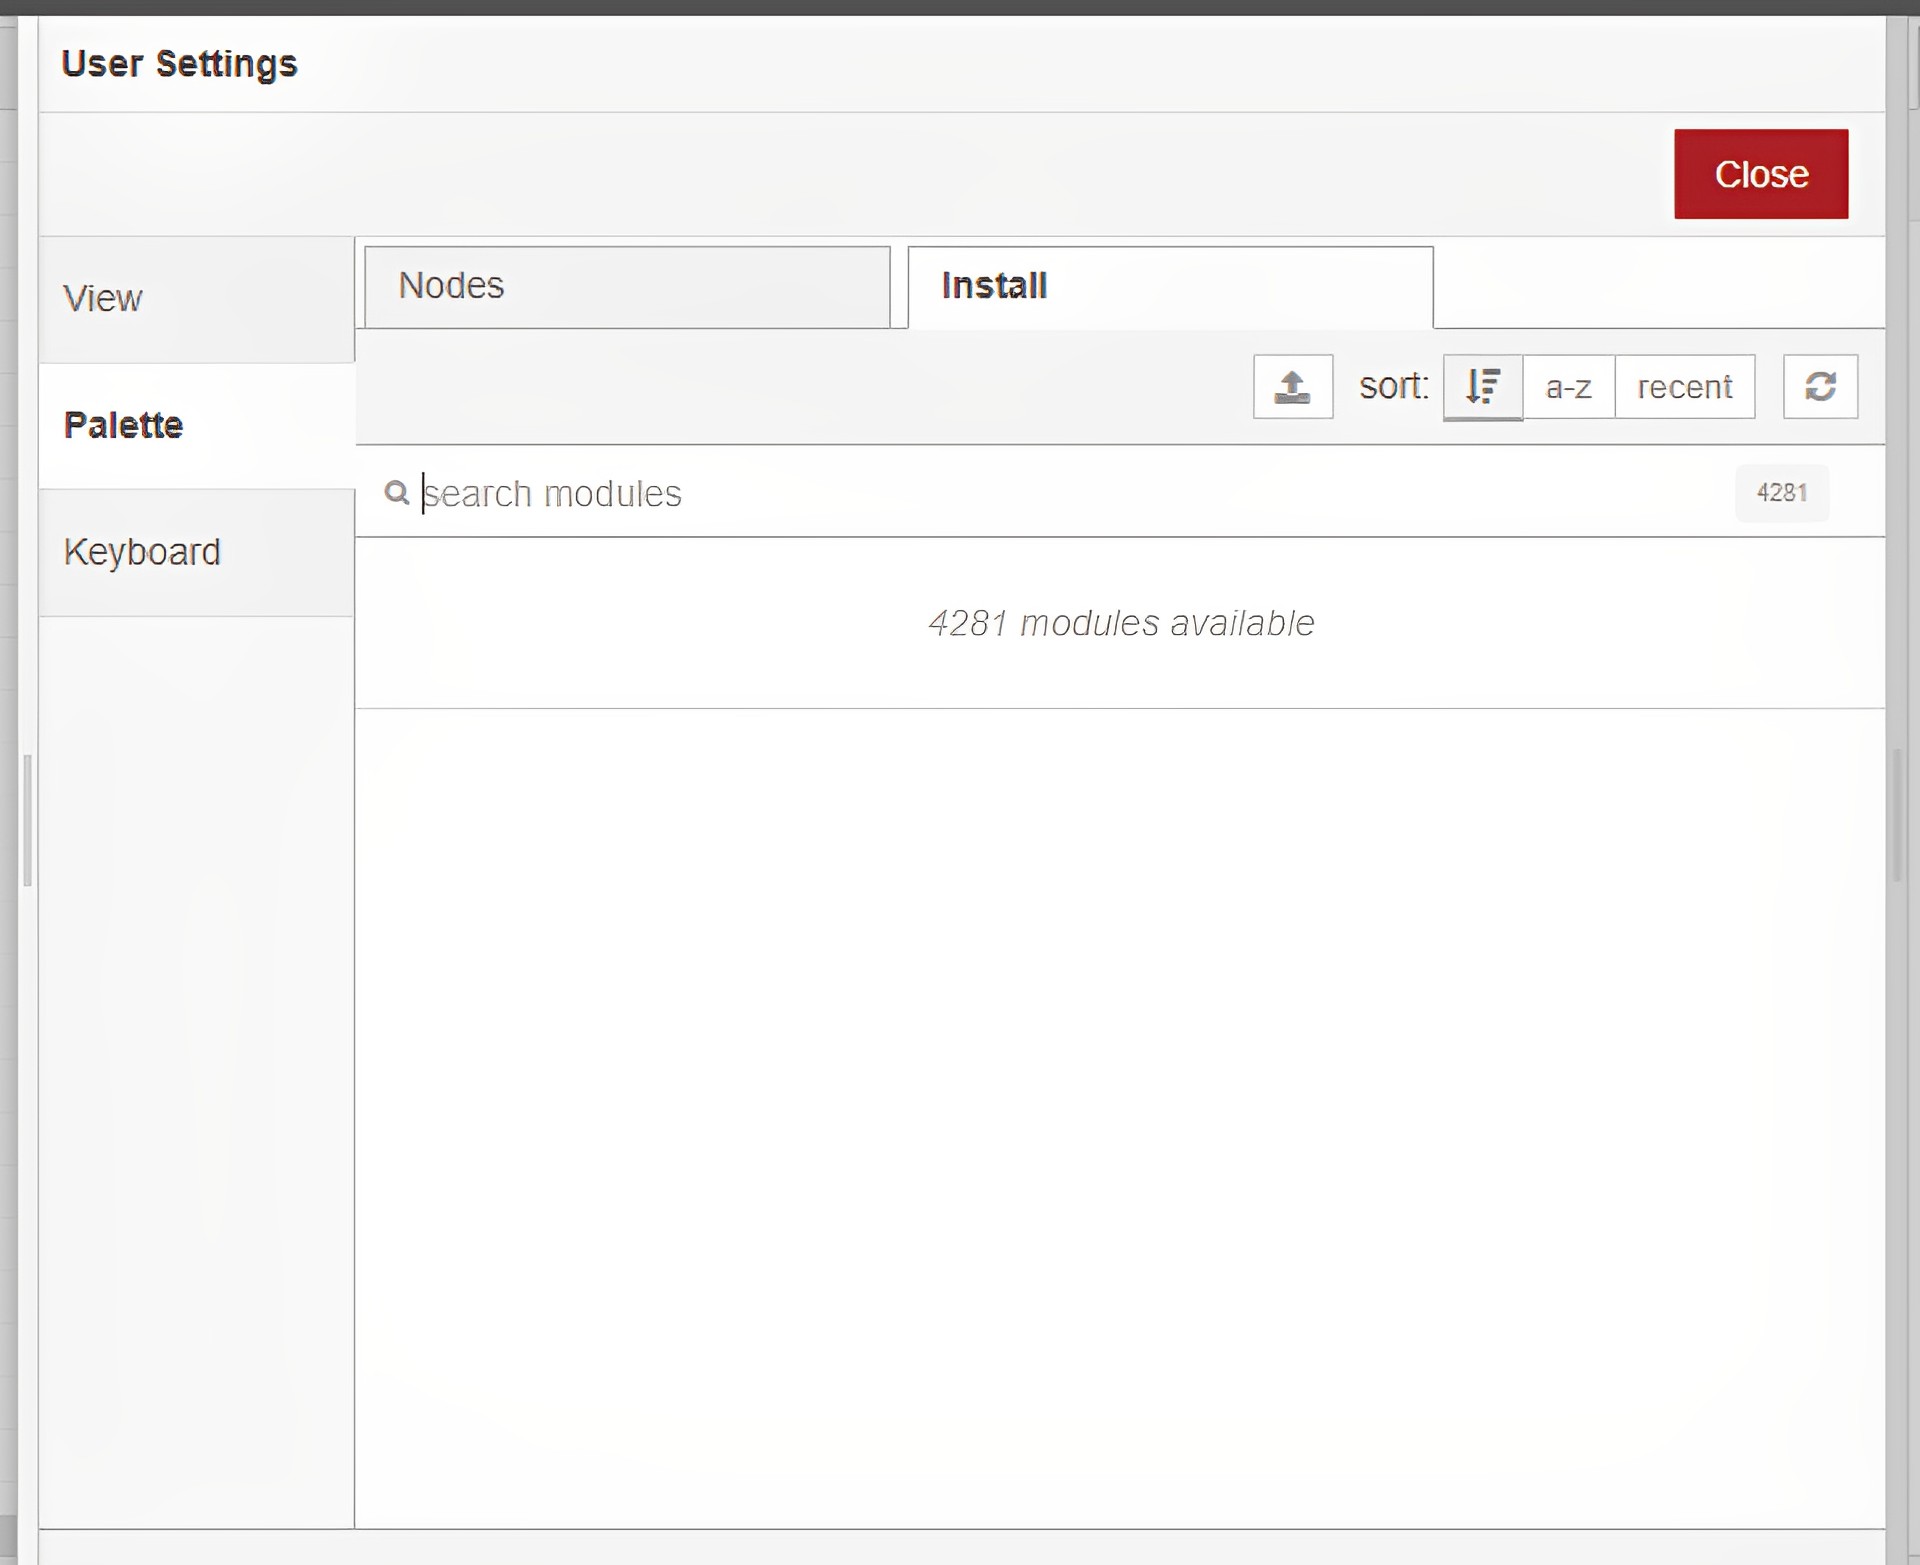 User Settings
Close
View
Nodes
Install
Palette
sort:
a-z
recent
search modules
4281
Keyboard
4281 modules available